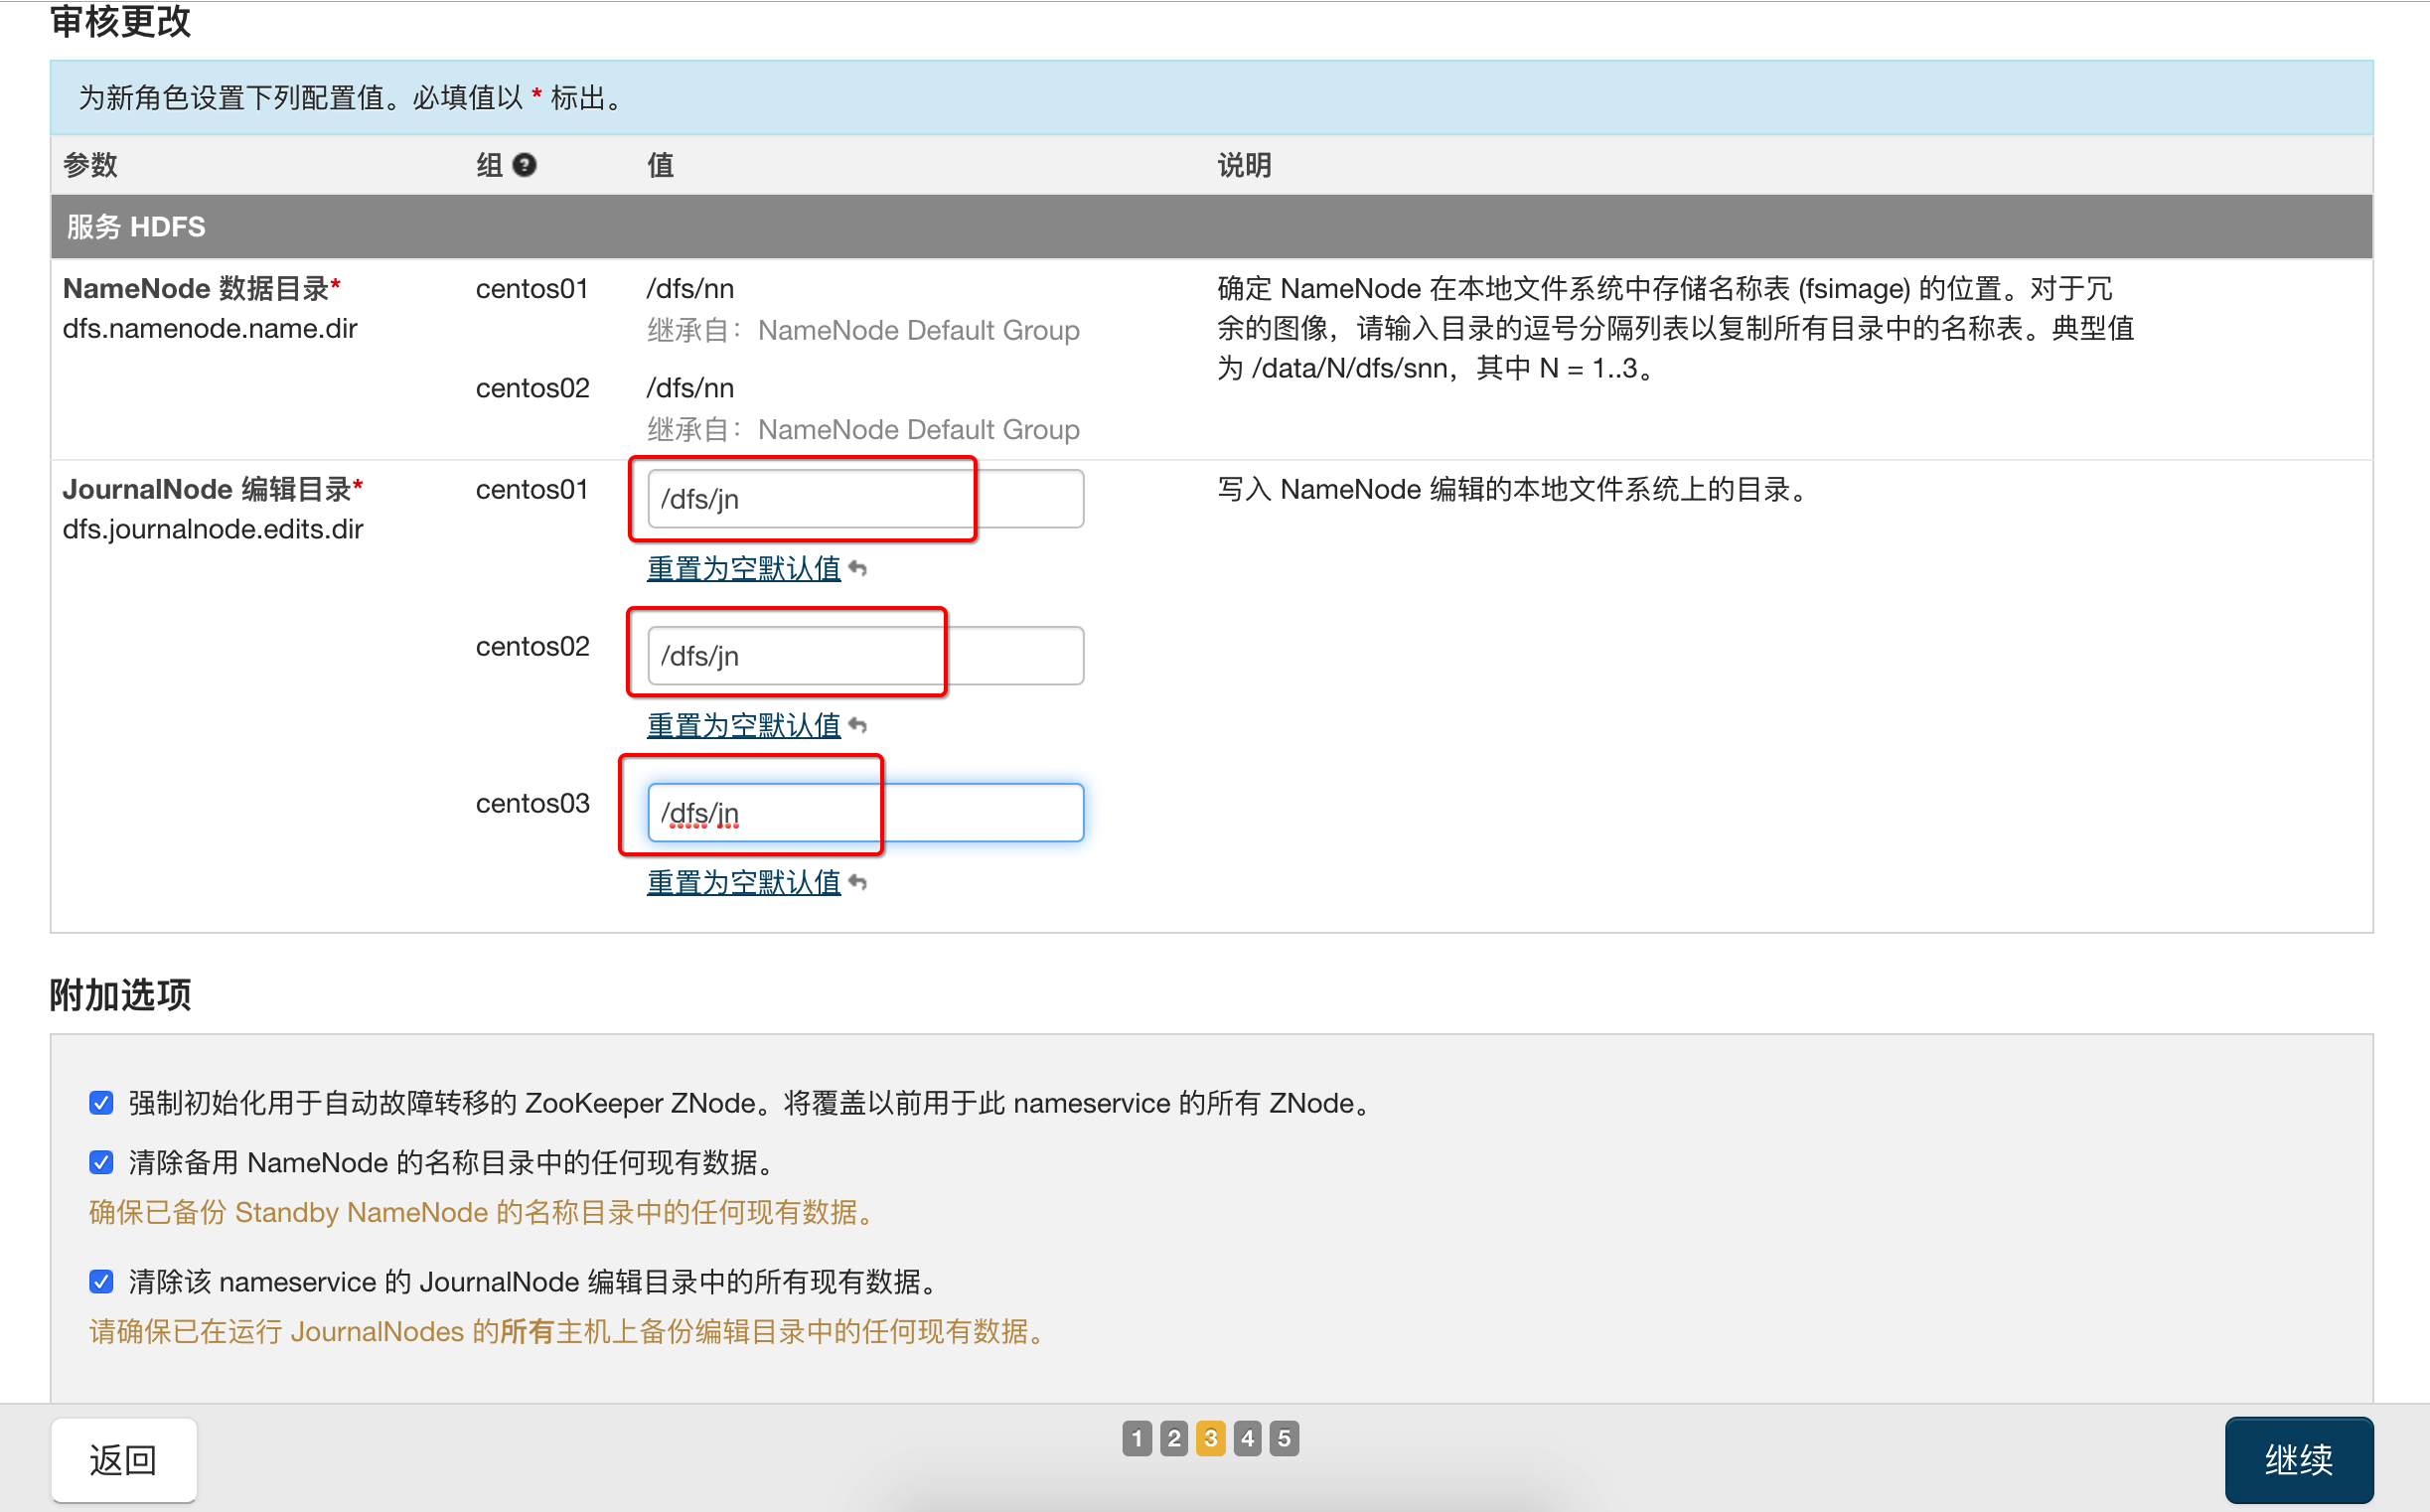 审核更改
为新角色设置下列配置值。必填值以 * 标出。
参数 组 ? 值 说明
服务 HDFS
NameNode 数据目录* centos01 /dfs/nn 确定 NameNode 在本地文件系统中存储名称表 (fsimage) 的位置。对于冗
dfs.namenode.name.dir 继承自： NameNode Default Group 余的图像，请输入目录的逗号分隔列表以复制所有目录中的名称表。典型值
为 /data/N/dfs/snn，其中 N = 1..3。
centos02 /dfs/nn
继承自： NameNode Default Group
JournalNode 编辑目录* centos01 /dfs/jn 写入 NameNode 编辑的本地文件系统上的目录。
dfs.journalnode.edits.dir
重置为空默认值
centos02 /dfs/jn
重置为空默认值
centos03 /dfs/jn
重置为空默认值
附加选项
强制初始化用于自动故障转移的 ZooKeeper ZNode。将覆盖以前用于此 nameservice 的所有 ZNode。
清除备用 NameNode 的名称目录中的任何现有数据。
确保已备份 Standby NameNode 的名称目录中的任何现有数据。
清除该 nameservice 的 JournalNode 编辑目录中的所有现有数据。
请确保已在运行 JournalNodes 的所有主机上备份编辑目录中的任何现有数据。
返回 1 2 3 4 5 继续